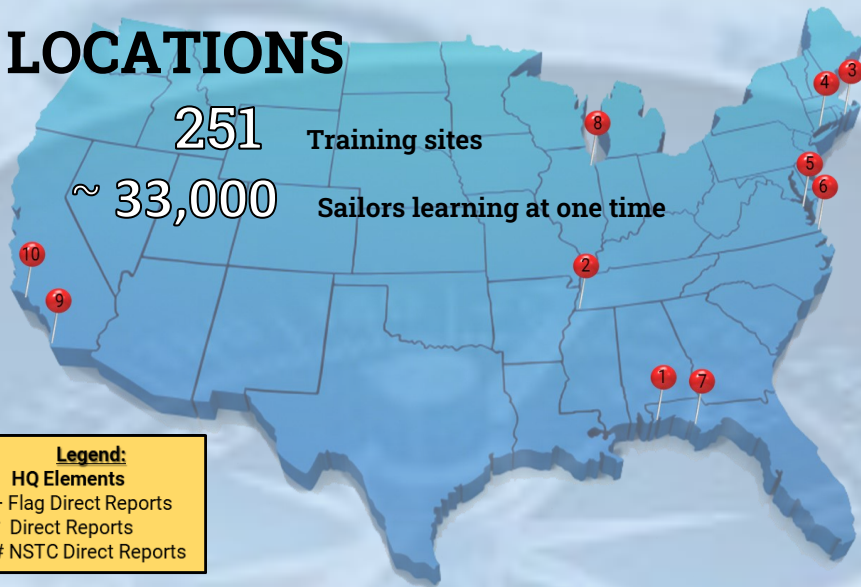 LOCATIONS
251 Training sites
~ 33,000 Sailors learning at one time
3
4
8
5
6
10
2
9
1
7
Legend:
HQ Elements
Flag Direct Reports
Direct Reports
# NSTC Direct Reports